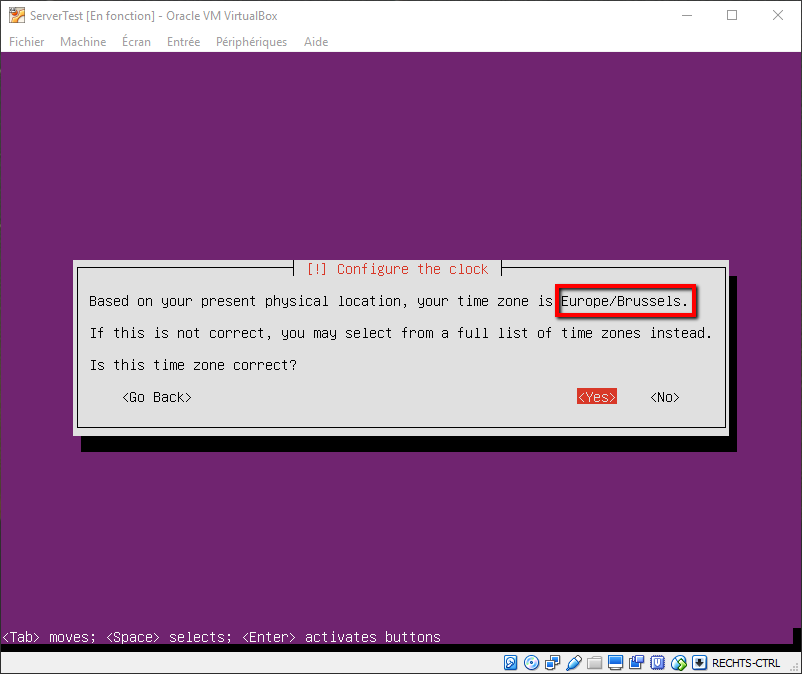 ServerTest [En fonction] - Oracle VM VirtualBox
Fichier Machine Écran Entrée Périphériques Aide
[!] Configure the clock
Based on your present physical location, your time zone is Europe/Brussels.
If this is not correct, you may select from a full list of time zones instead.
Is this time zone correct?
<Go Back> <Yes> <No>
<Tab> moves; <Space> selects; <Enter> activates buttons
RECHTS-CTRL